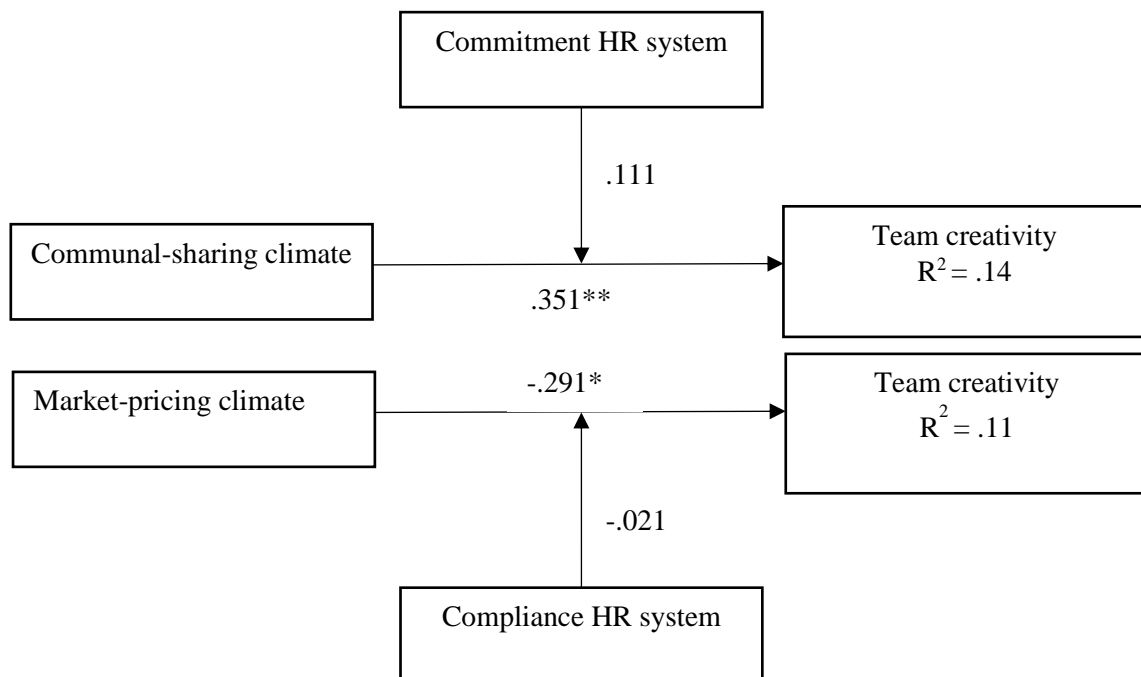 Commitment HR system
.111
Communal-sharing climate
Team creativity
R² = .14
.351**
Market-pricing climate
-.291*
Team creativity
R² = .11
-.021
Compliance HR system